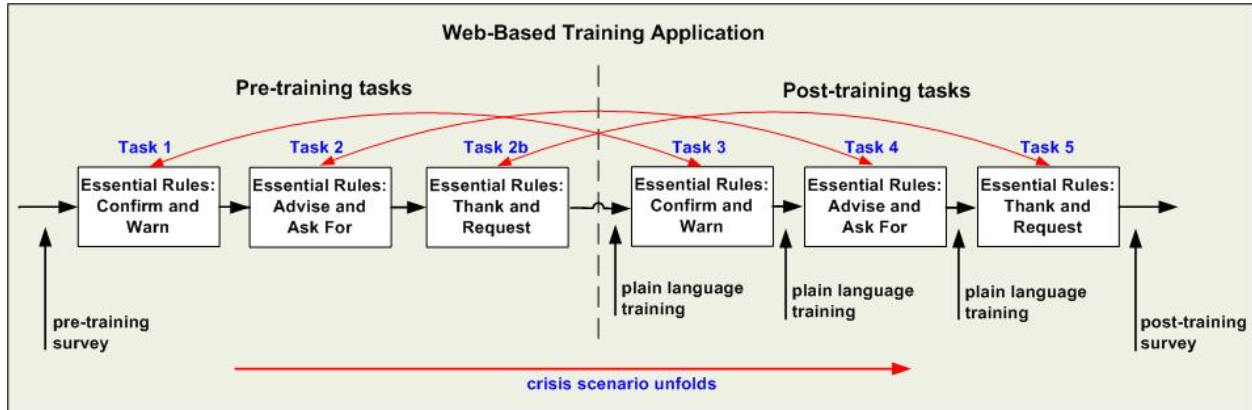 Web-Based Training Application
Pre-training tasks
Post-training tasks
Task 1
Task 2
Task 2b
Task 3
Task 4
Task 5
Essential Rules:
Confirm and
Warn
Essential Rules:
Advise and
Ask For
Essential Rules:
Thank and
Request
Essential Rules:
Confirm and
Warn
Essential Rules:
Advise and
Ask For
Essential Rules:
Thank and
Request
pre-training
survey
plain language
training
plain language
training
plain language
training
post-training
survey
crisis scenario unfolds